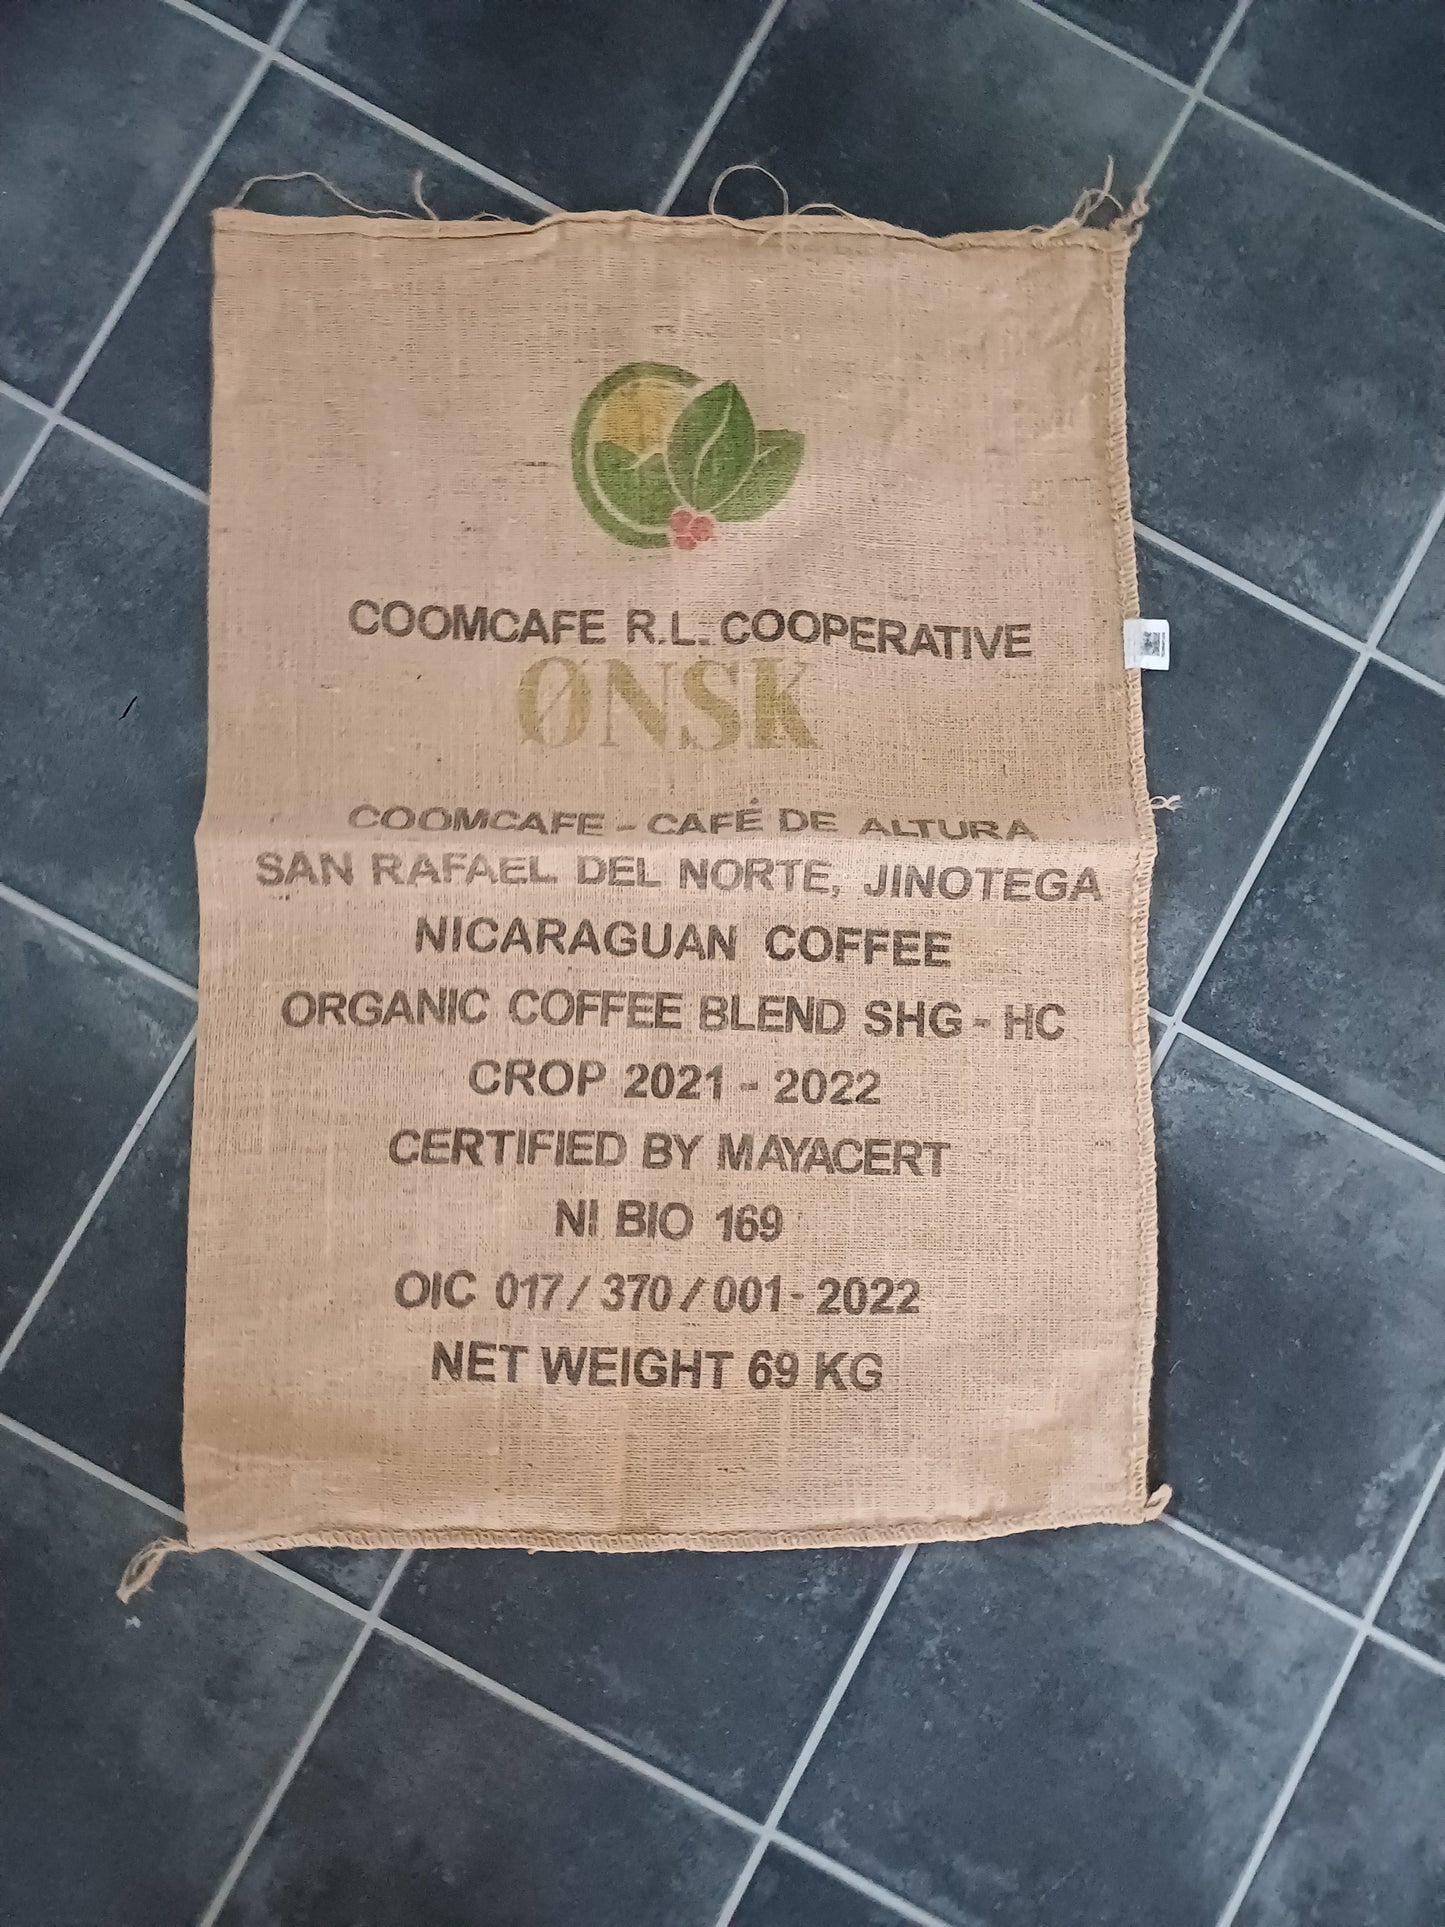 COOMCAFE R.L. COOPERATIVE
ØNSK
COOMCAFE - CAFÉ DE ALTURA
SAN RAFAEL DEL NORTE, JINOTEGA
NICARAGUAN COFFEE
ORGANIC COFFEE BLEND SHG - HC
CROP 2021 - 2022
CERTIFIED BY MAYACERT
NI BIO 169
OIC 017 / 370 / 001 - 2022
NET WEIGHT 69 KG